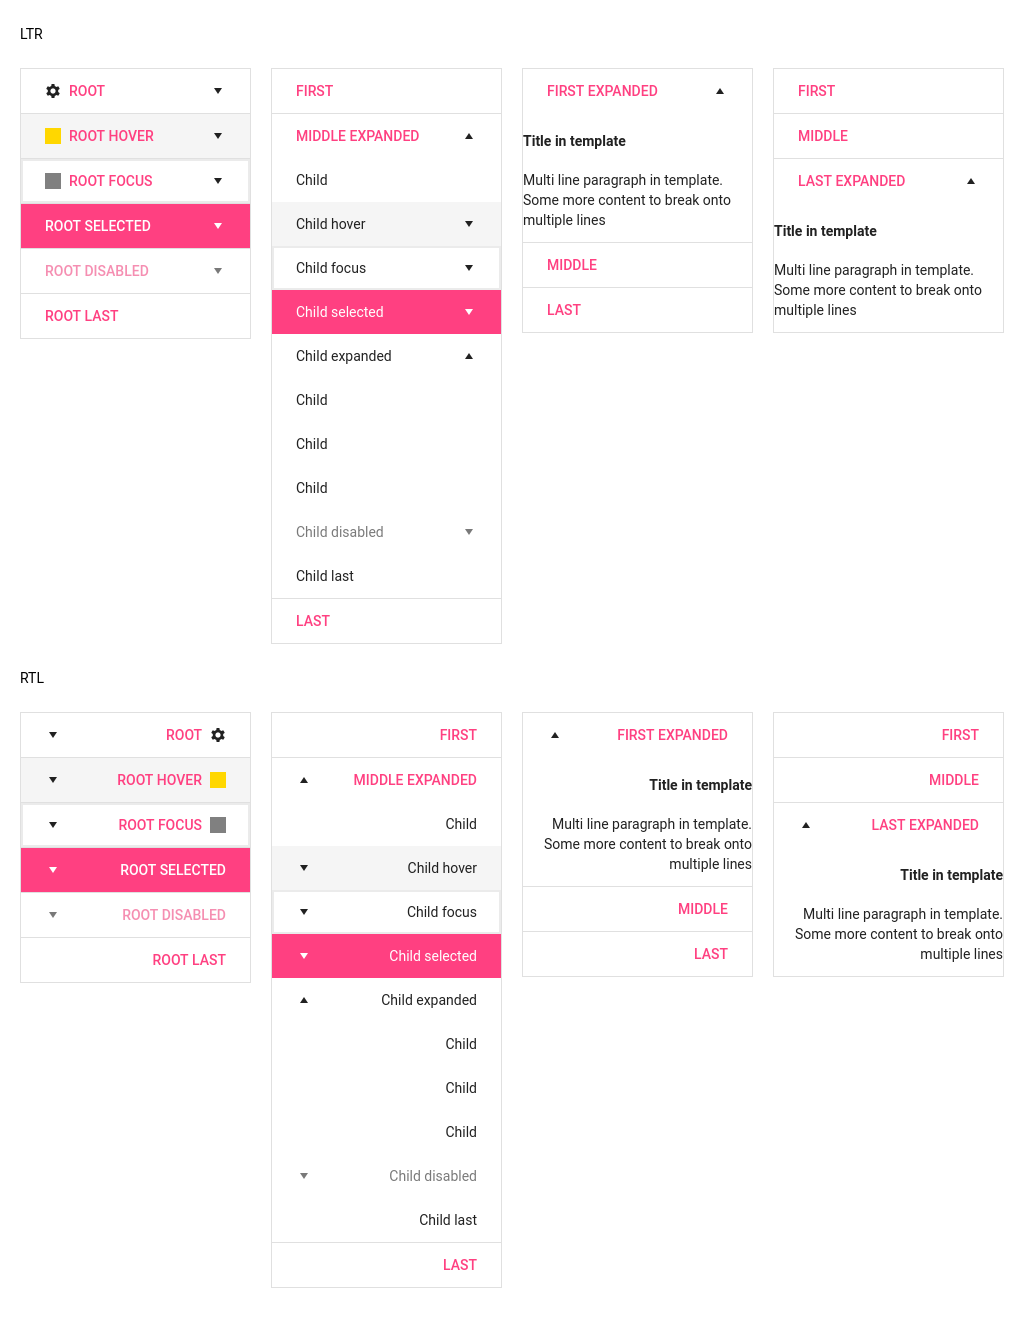 LTR
ROOT
ROOT HOVER
ROOT FOCUS
ROOT SELECTED
ROOT DISABLED
ROOT LAST
FIRST
MIDDLE EXPANDED
Child
Child hover
Child focus
Child selected
Child expanded
Child
Child
Child
Child disabled
Child last
LAST
FIRST EXPANDED
Title in template
Multi line paragraph in template.
Some more content to break onto
multiple lines
MIDDLE
LAST
FIRST
MIDDLE
LAST EXPANDED
Title in template
Multi line paragraph in template.
Some more content to break onto
multiple lines
RTL
ROOT
ROOT HOVER
ROOT FOCUS
ROOT SELECTED
ROOT DISABLED
ROOT LAST
FIRST
MIDDLE EXPANDED
Child
Child hover
Child focus
Child selected
Child expanded
Child
Child
Child
Child disabled
Child last
LAST
FIRST EXPANDED
Title in template
Multi line paragraph in template.
Some more content to break onto
multiple lines
MIDDLE
LAST
FIRST
MIDDLE
LAST EXPANDED
Title in template
Multi line paragraph in template.
Some more content to break onto
multiple lines